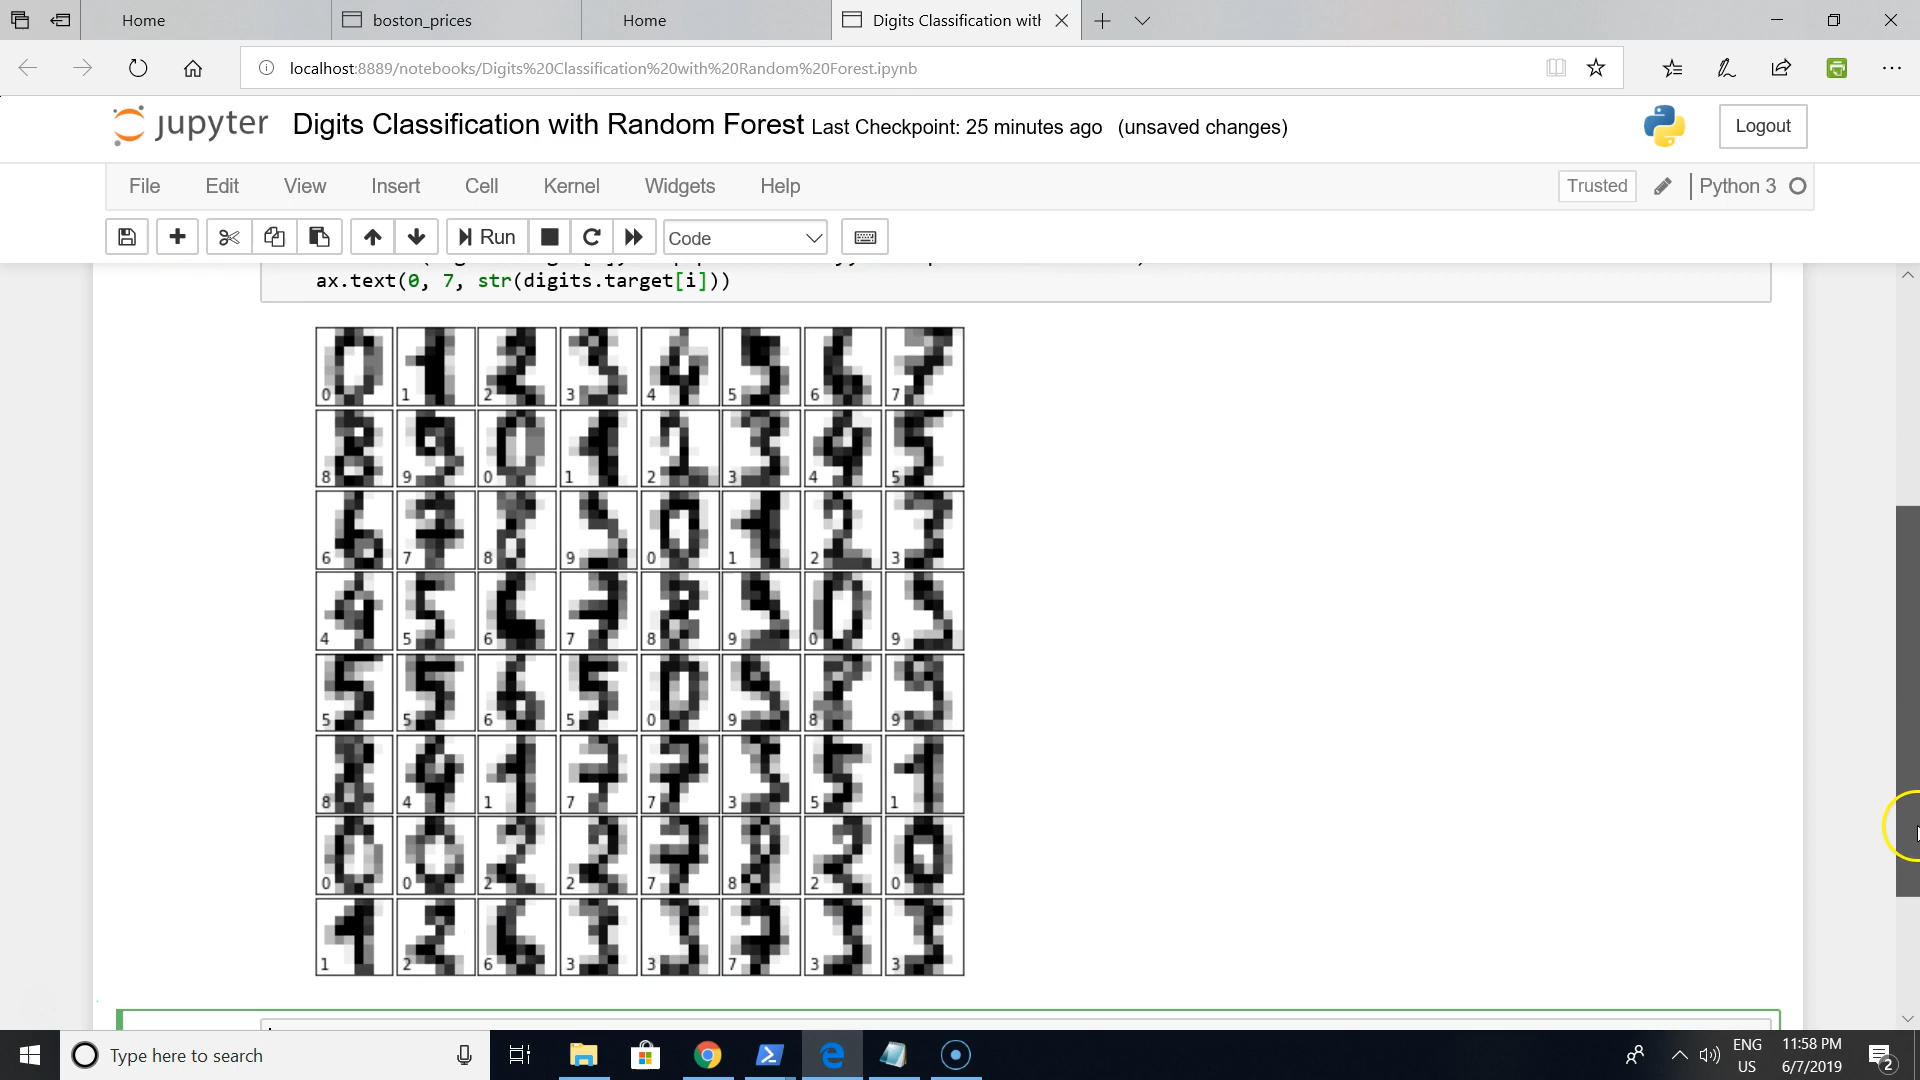 Home
boston_prices
Home
Digits Classification with
localhost:8889/notebooks/Digits%20Classification%20with%20Random%20Forest.ipynb
jupyter Digits Classification with Random Forest Last Checkpoint: 25 minutes ago (unsaved changes)
Logout
File Edit View Insert Cell Kernel Widgets Help
Trusted
Python 3
Run
Code
ax.text(0, 7, str(digits.target[i]))
0 1 2 3 4 5 6 7
8 9 0 1 2 3 4 5
6 7 8 9 0 1 2 3
4 5 6 7 8 9 0 9
5 5 6 5 0 9 8 9
8 4 1 7 7 3 5 1
0 0 2 2 7 8 2 0
1 2 6 3 3 7 3 3
Type here to search
ENG
US
11:58 PM
6/7/2019
2